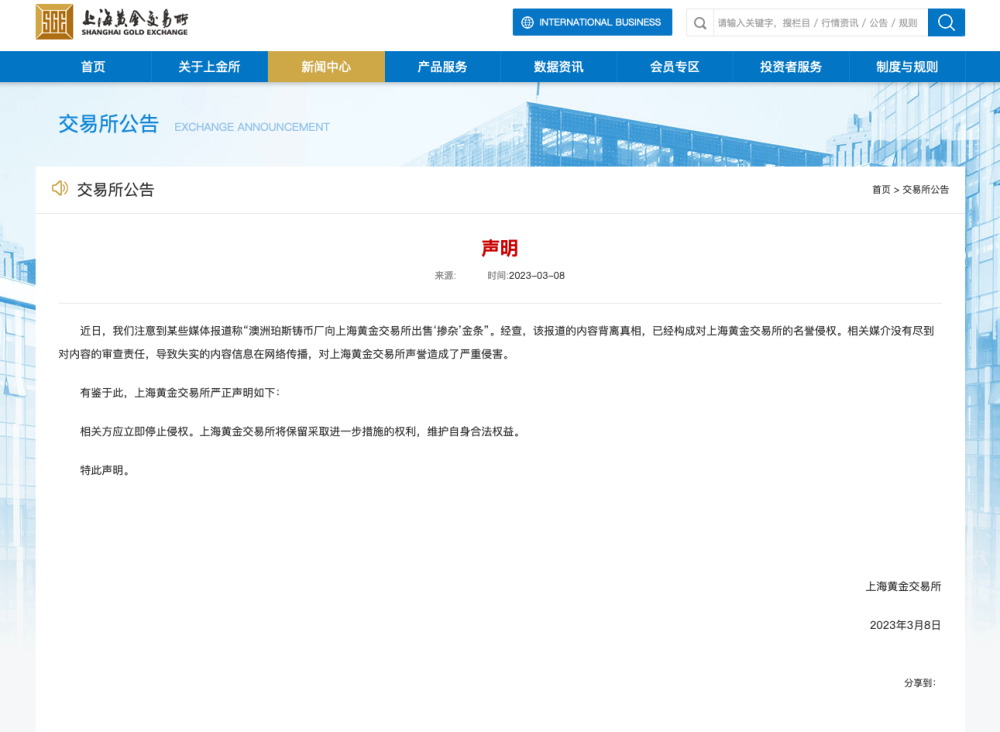 SGE
上海黄金交易所
SHANGHAI GOLD EXCHANGE
INTERNATIONAL BUSINESS
请输入关键字，搜栏目 / 行情资讯 / 公告 / 规则
首页 关于上金所 新闻中心 产品服务 数据资讯 会员专区 投资者服务 制度与规则
交易所公告 EXCHANGE ANNOUNCEMENT
交易所公告 首页 > 交易所公告
声明
来源: 时间:2023-03-08
近日，我们注意到某些媒体报道称“澳洲珀斯铸币厂向上海黄金交易所出售‘掺杂’金条”。经查，该报道的内容背离真相，已经构成对上海黄金交易所的名誉侵权。相关媒介没有尽到
对内容的审查责任，导致失实的内容信息在网络传播，对上海黄金交易所声誉造成了严重侵害。
有鉴于此，上海黄金交易所严正声明如下：
相关方应立即停止侵权。上海黄金交易所将保留采取进一步措施的权利，维护自身合法权益。
特此声明。
上海黄金交易所
2023年3月8日
分享到：